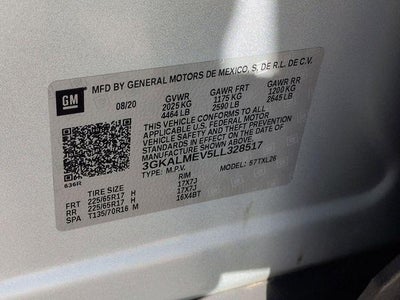 GM
MFD BY GENERAL MOTORS DE MEXICO, S. DE R.L. DE C.V.
08/20 GVWR GAWR FRT GAWR RR
2025 KG 1175 KG 1200 KG
4464 LB 2590 LB 2645 LB
THIS VEHICLE CONFORMS TO ALL
APPLICABLE U.S. FEDERAL MOTOR
VEHICLE SAFETY AND THEFT
PREVENTION STANDARDS IN EFFECT
ON THE DATE OF MANUFACTURE
SHOWN ABOVE.
3GKALMEV5LL328517
TYPE: M.P.V. MODEL: 57TXL26
636R
TIRE SIZE RIM
FRT 225/65R17 H 17X7J
RR 225/65R17 H 17X7J
SPA T135/70R16 M 16X4BT